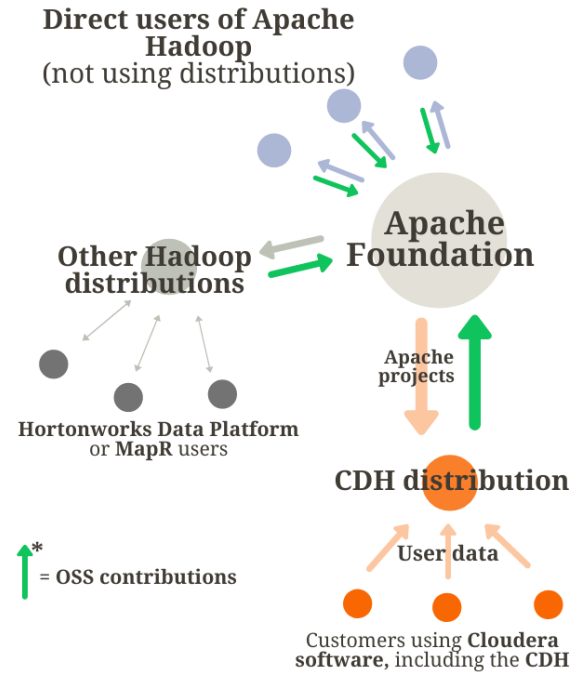 Direct users of Apache
Hadoop
(not using distributions)
Apache
Foundation
Other Hadoop
distributions
Apache
projects
Hortonworks Data Platform
or MapR users
CDH distribution
User data
*
= OSS contributions
Customers using Cloudera
software, including the CDH